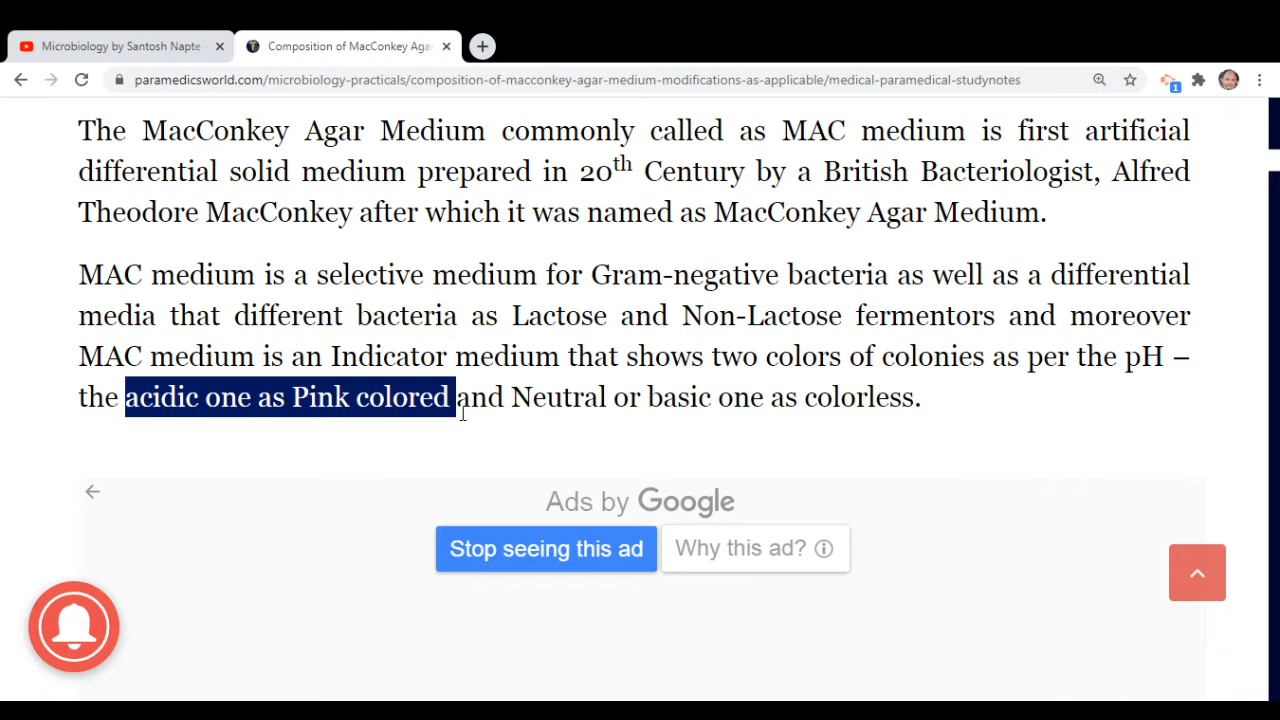 Microbiology by Santosh Napte
Composition of MacConkey Aga
paramedicsworld.com/microbiology-practicals/composition-of-macconkey-agar-medium-modifications-as-applicable/medical-paramedical-studynotes
1
The MacConkey Agar Medium commonly called as MAC medium is first artificial
differential solid medium prepared in 20th Century by a British Bacteriologist, Alfred
Theodore MacConkey after which it was named as MacConkey Agar Medium.
MAC medium is a selective medium for Gram-negative bacteria as well as a differential
media that different bacteria as Lactose and Non-Lactose fermentors and moreover
MAC medium is an Indicator medium that shows two colors of colonies as per the pH –
the acidic one as Pink colored and Neutral or basic one as colorless.
Ads by Google
Stop seeing this ad Why this ad?